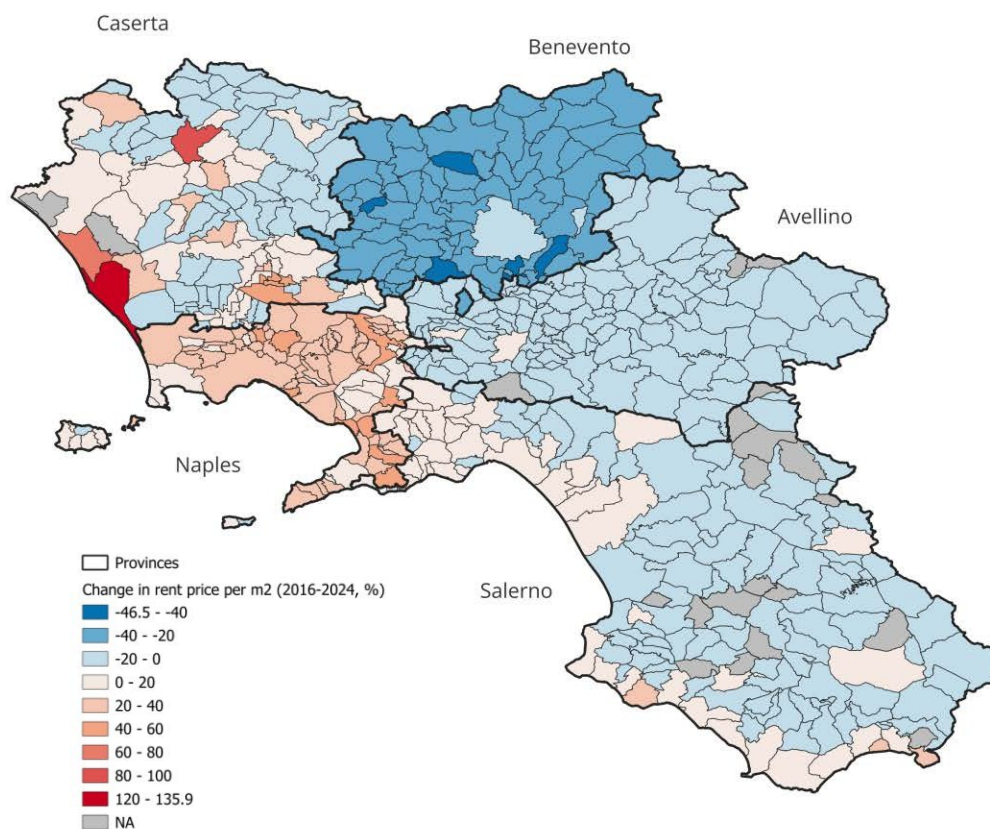 Caserta
Benevento
Avellino
Naples
Salerno
Provinces
Change in rent price per m2 (2016-2024, %)
-46.5 - -40
-40 - -20
-20 - 0
0 - 20
20 - 40
40 - 60
60 - 80
80 - 100
120 - 135.9
NA